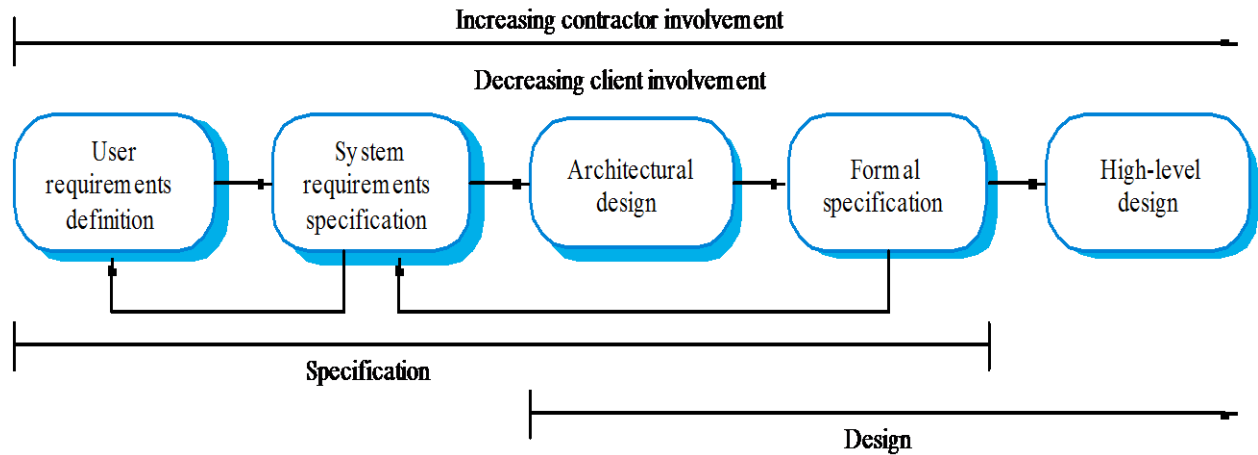 Increasing contractor involvement
Decreasing client involvement
User
requirements
definition
System
requirements
specification
Architectural
design
Formal
specification
High-level
design
Specification
Design